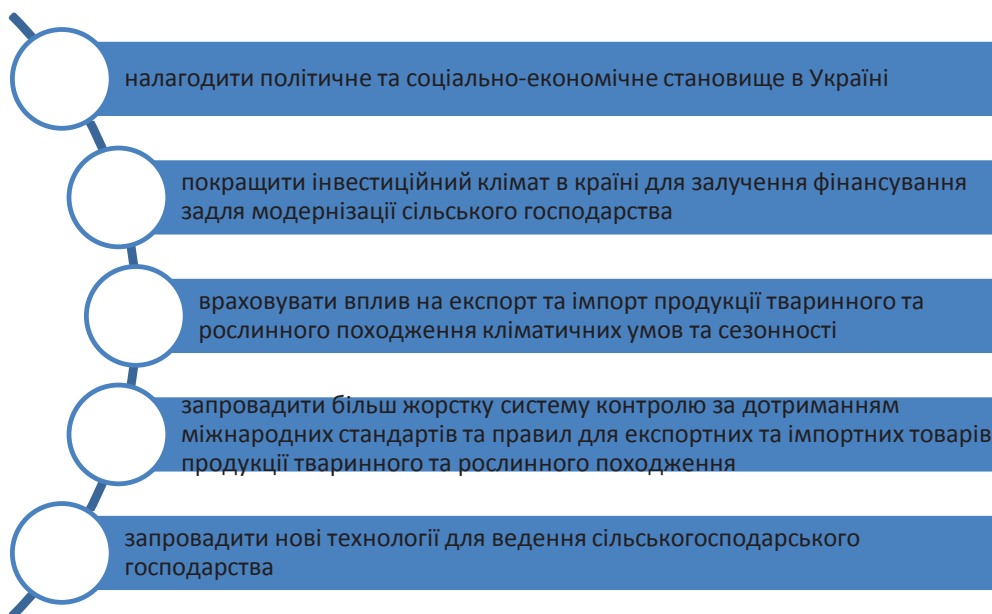 налагодити політичне та соціально-економічне становище в Україні
покращити інвестиційний клімат в країні для залучення фінансування
задля модернізації сільського господарства
враховувати вплив на експорт та імпорт продукції тваринного та
рослинного походження кліматичних умов та сезонності
запровадити більш жорстку систему контролю за дотриманням
міжнародних стандартів та правил для експортних та імпортних товарів
продукції тваринного та рослинного походження
запровадити нові технології для ведення сільськогосподарського
господарства